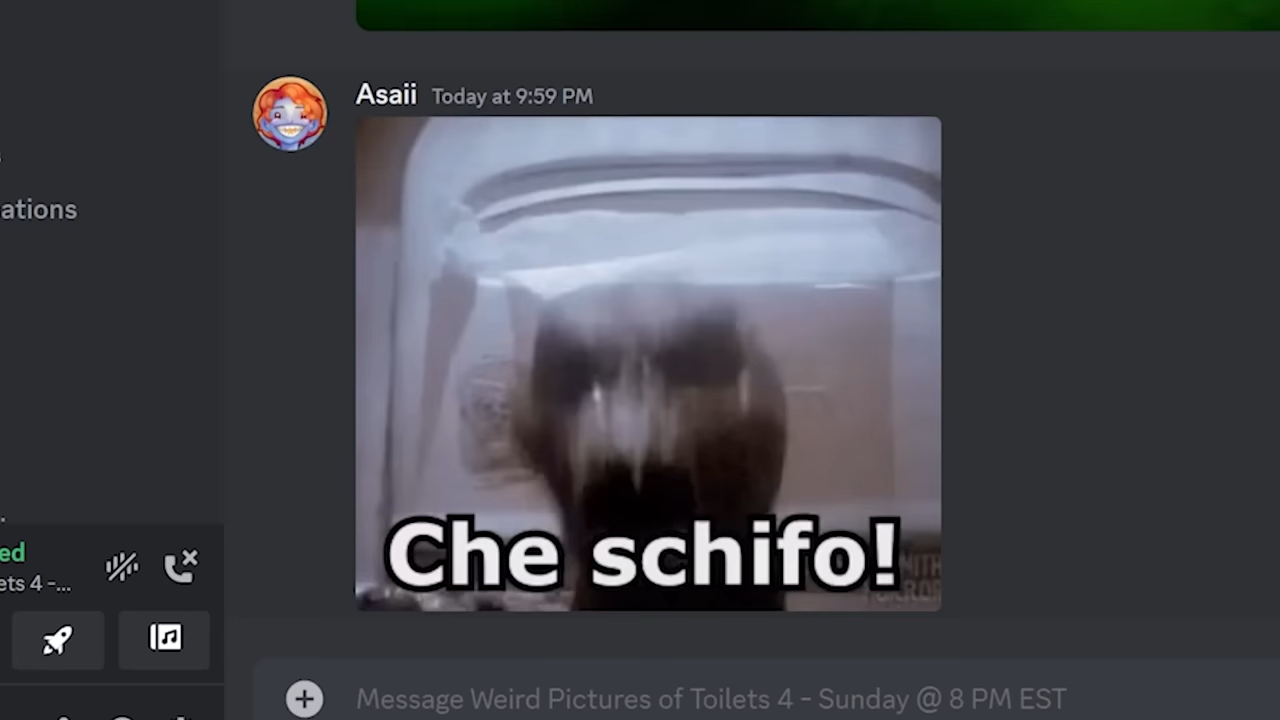 Asaii Today at 9:59 PM
ations
Che schifo!
ed
ets 4 -...
Message Weird Pictures of Toilets 4 - Sunday @ 8 PM EST